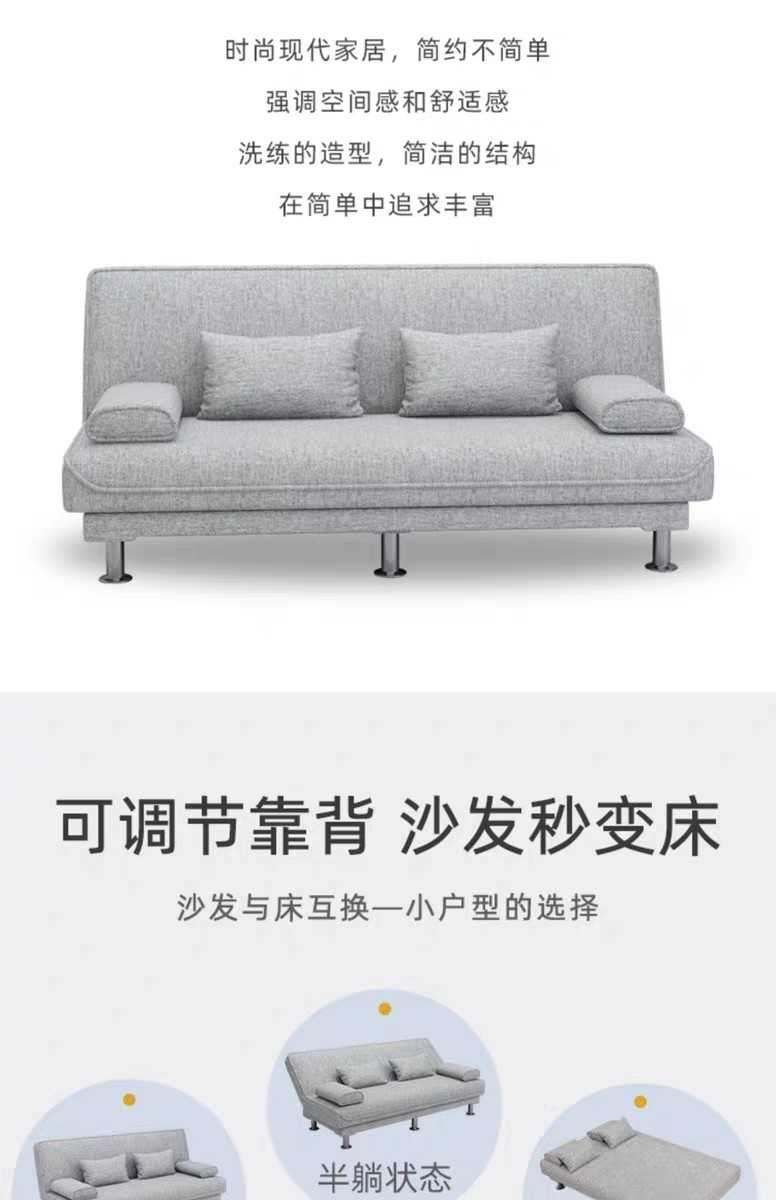 时尚现代家居，简约不简单
强调空间感和舒适感
洗练的造型，简洁的结构
在简单中追求丰富
可调节靠背 沙发秒变床
沙发与床互换—小户型的选择
半躺状态